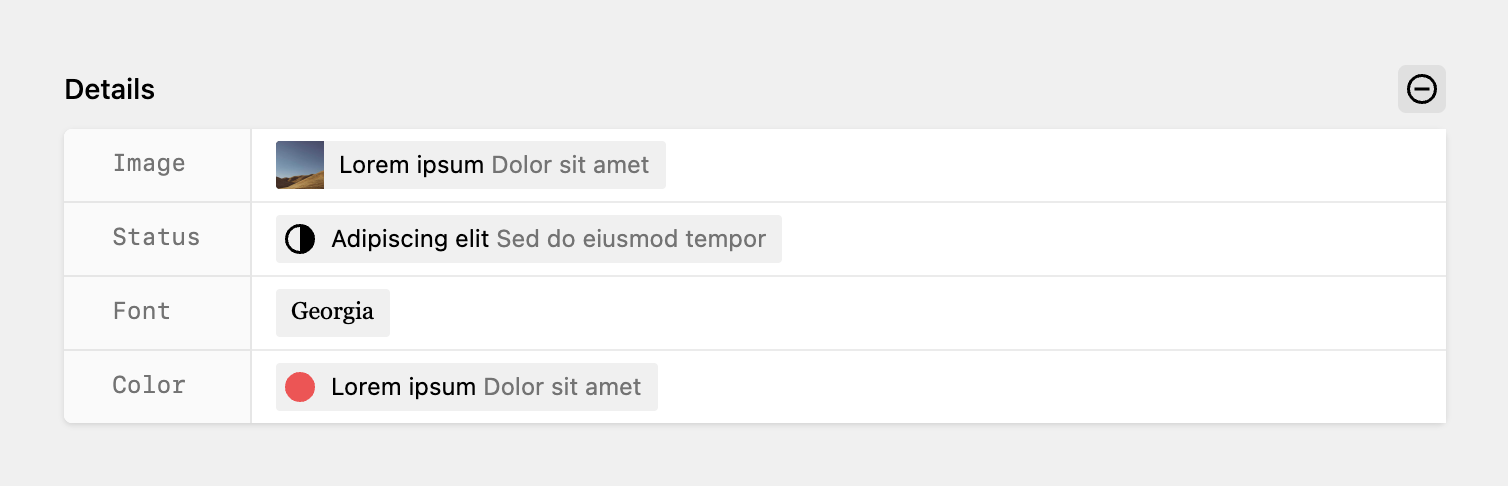 Details
Image
Lorem ipsum Dolor sit amet
Status
Adipiscing elit Sed do eiusmod tempor
Font
Georgia
Color
Lorem ipsum Dolor sit amet